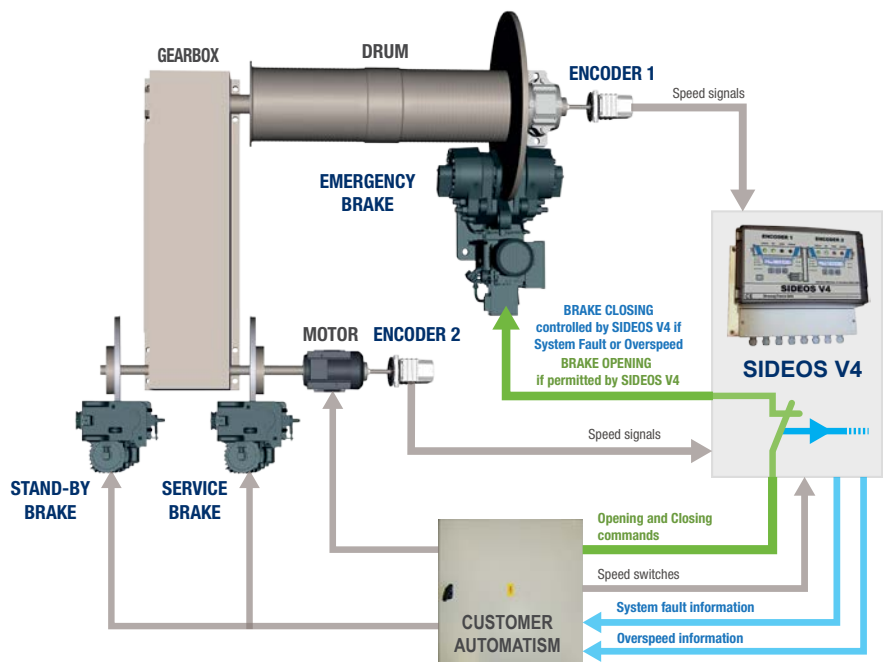 GEARBOX
DRUM
ENCODER 1
Speed signals
EMERGENCY
BRAKE
ENCODER 1
ENCODER 2
SIDEOS V4
BRAKE CLOSING
controlled by SIDEOS V4 if
System Fault or Overspeed
BRAKE OPENING
if permitted by SIDEOS V4
SIDEOS V4
MOTOR
ENCODER 2
Speed signals
STAND-BY
BRAKE
SERVICE
BRAKE
Opening and Closing
commands
Speed switches
CUSTOMER
AUTOMATISM
System fault information
Overspeed information